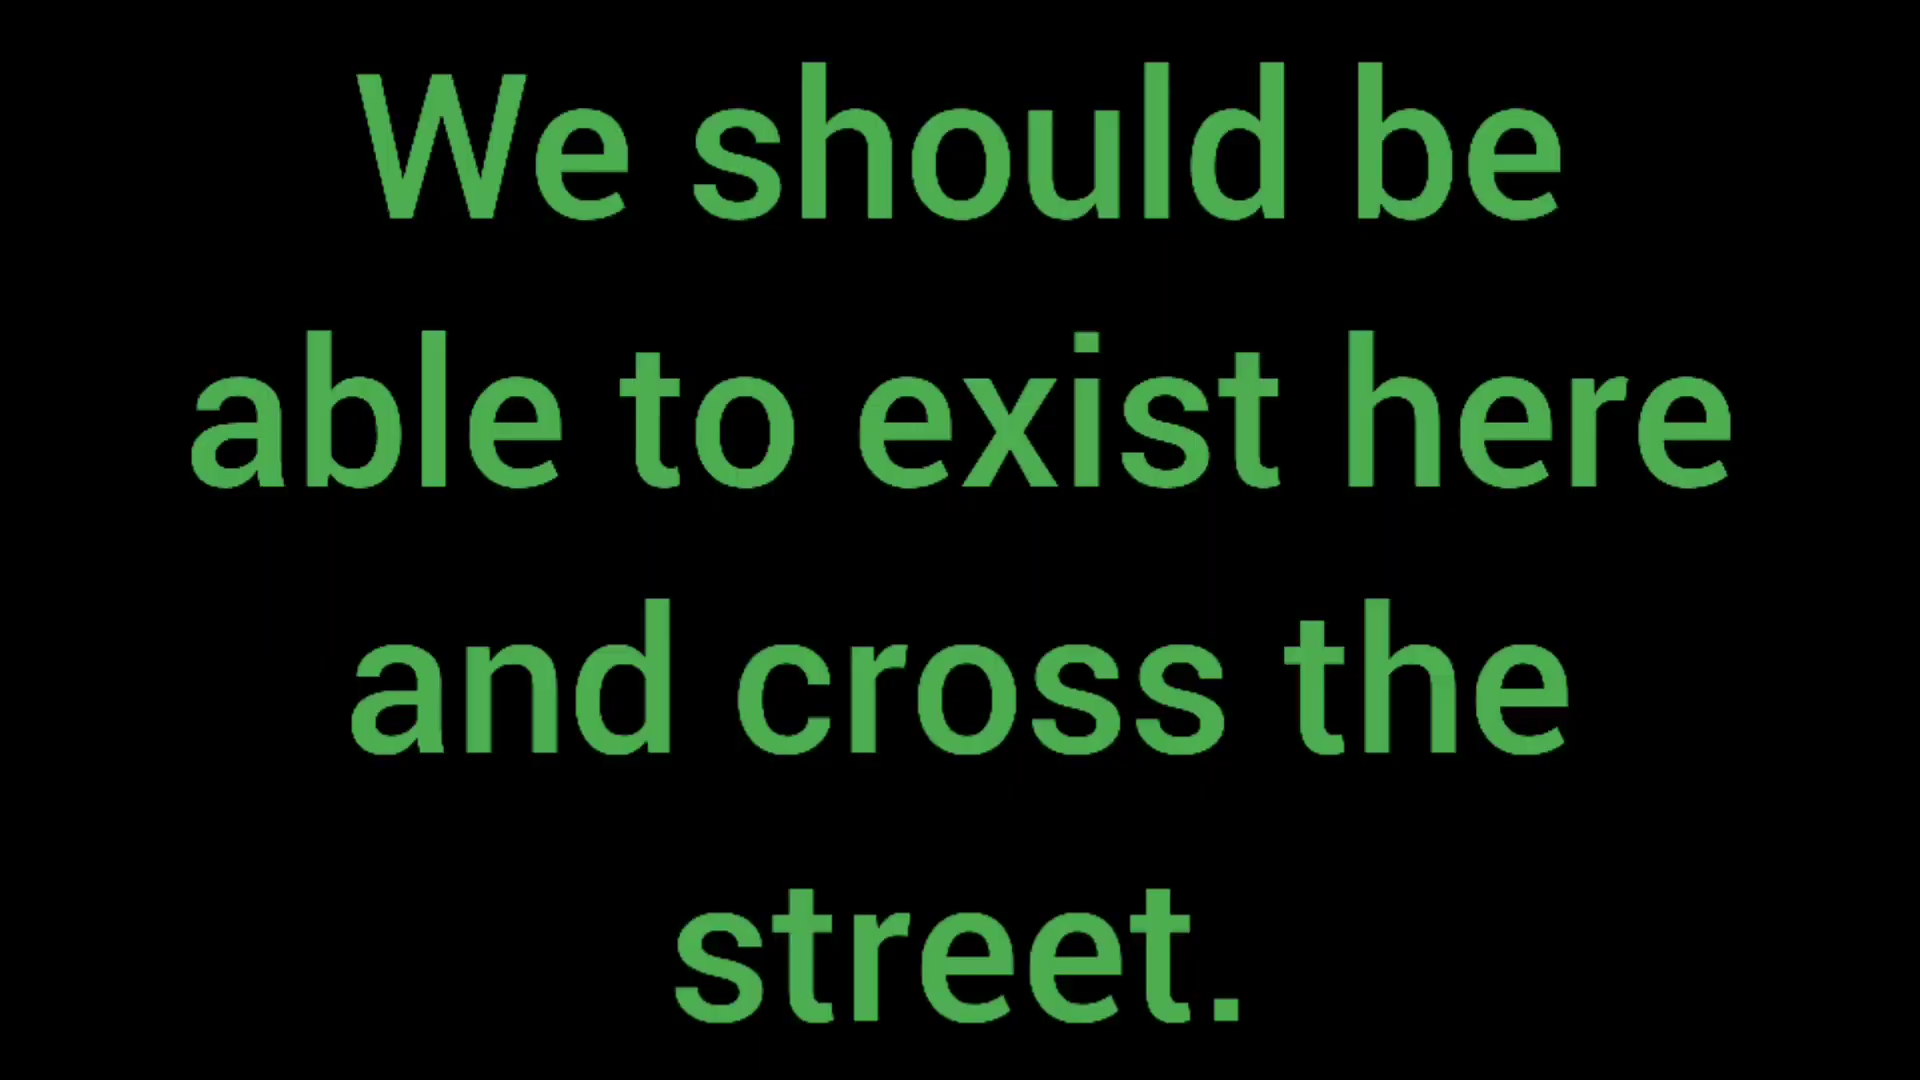 We should be
able to exist here
and cross the
street.